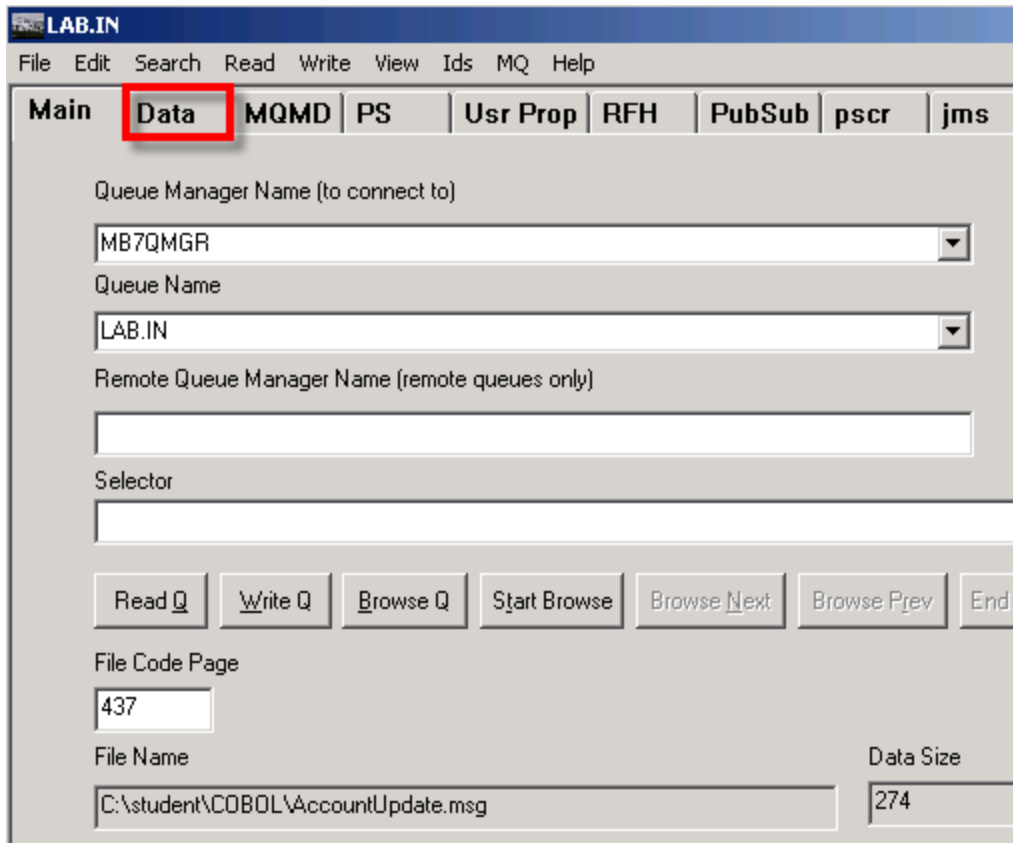 LAB.IN
File Edit Search Read Write View Ids MQ Help
Main Data MQMD PS Usr Prop RFH PubSub pscr jms
Queue Manager Name (to connect to)
MB7QMGR
Queue Name
LAB.IN
Remote Queue Manager Name (remote queues only)
Selector
Read Q Write Q Browse Q Start Browse Browse Next Browse Prev End
File Code Page
437
File Name Data Size
C:\student\COBOL\AccountUpdate.msg 274